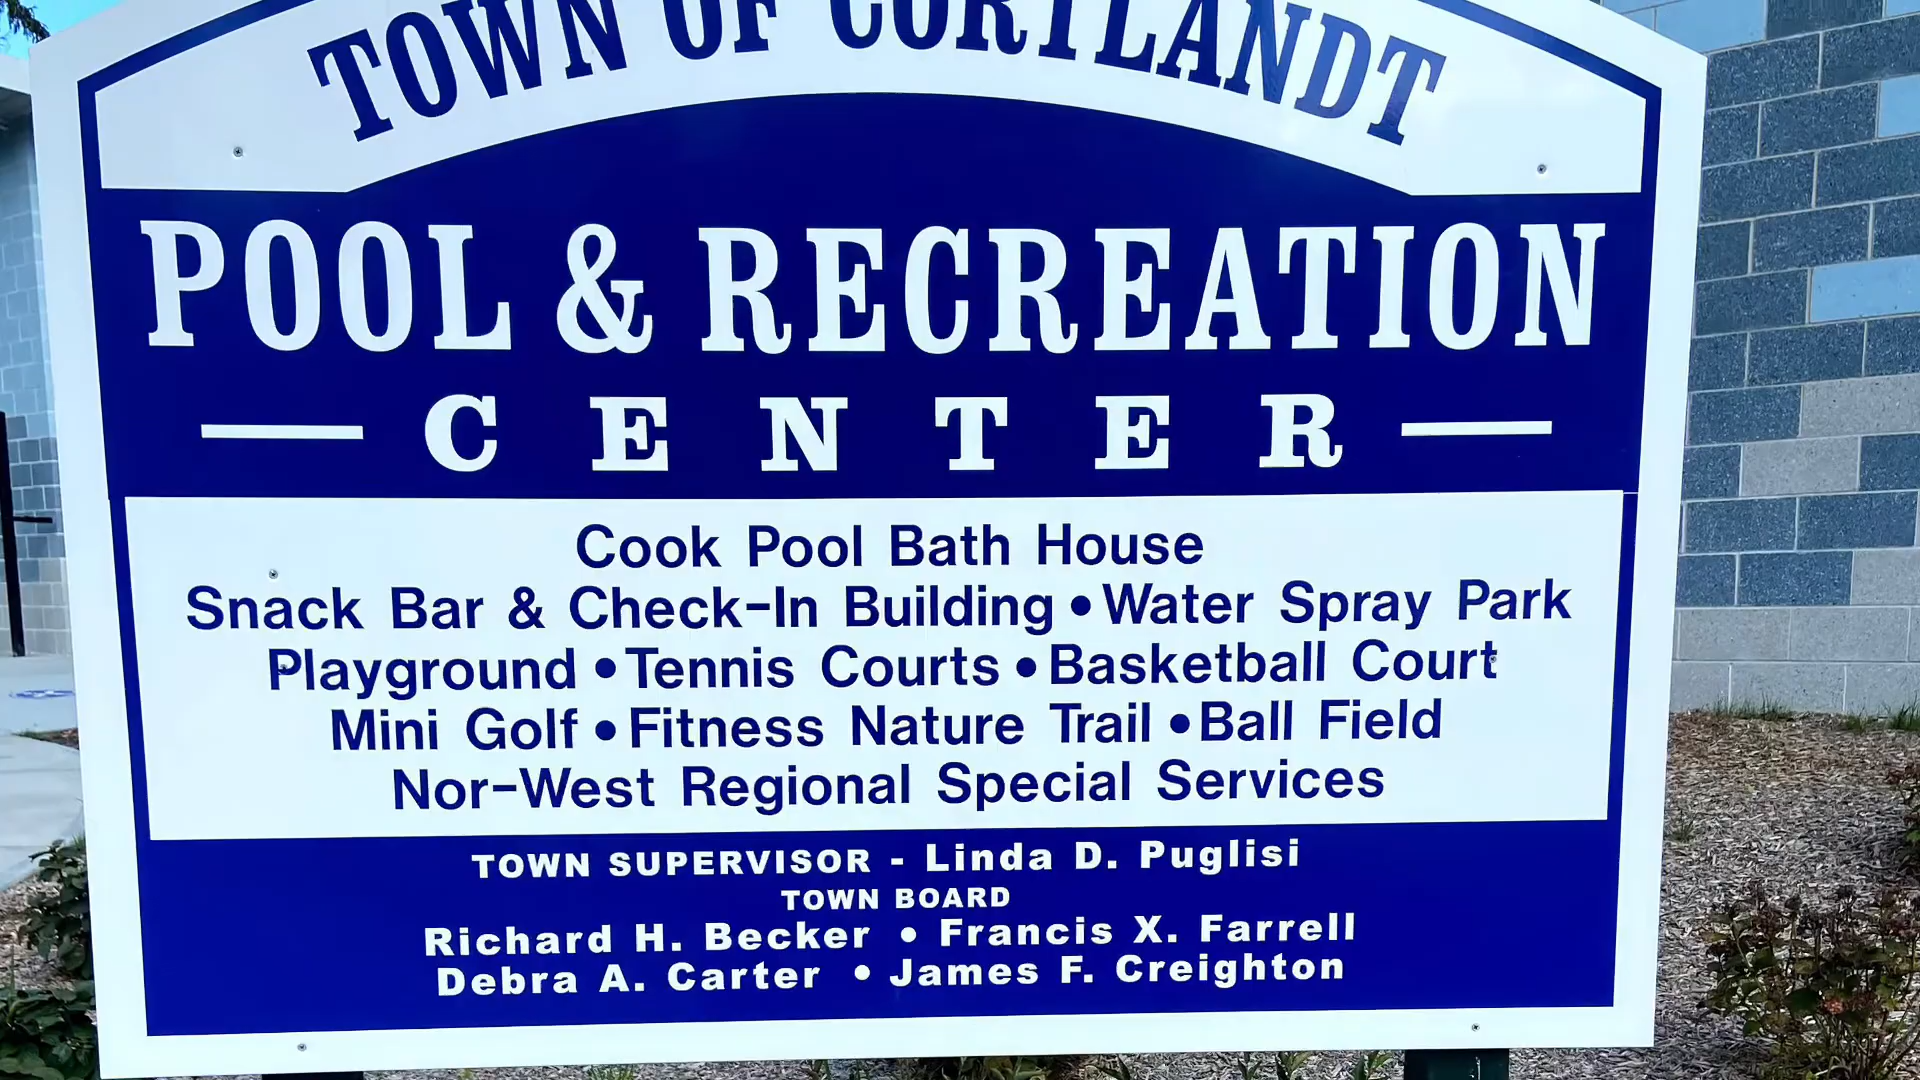 TOWN OF CORTLANDT
POOL & RECREATION
CENTER
Cook Pool Bath House
Snack Bar & Check-In Building • Water Spray Park
Playground • Tennis Courts • Basketball Court
Mini Golf • Fitness Nature Trail • Ball Field
Nor-West Regional Special Services
TOWN SUPERVISOR - Linda D. Puglisi
TOWN BOARD
Richard H. Becker • Francis X. Farrell
Debra A. Carter • James F. Creighton